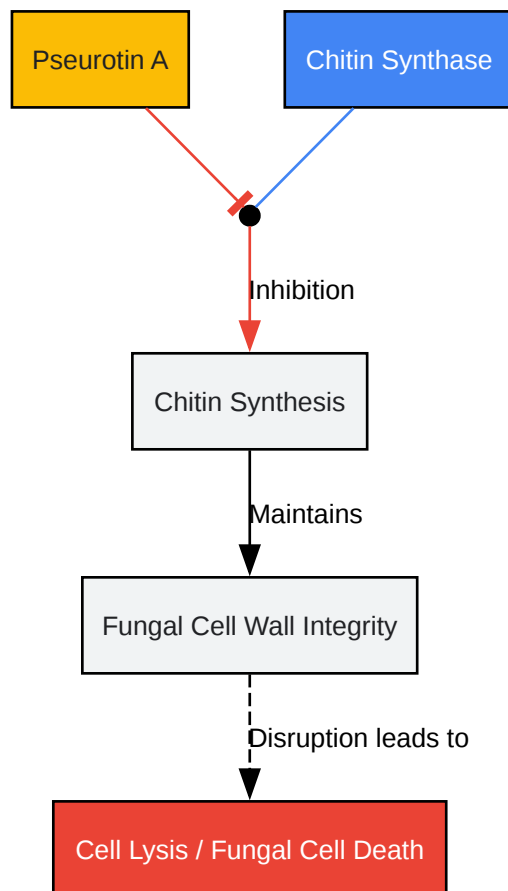 Pseurotin A
Chitin Synthase
Inhibition
Chitin Synthesis
Maintains
Fungal Cell Wall Integrity
Disruption leads to
Cell Lysis / Fungal Cell Death